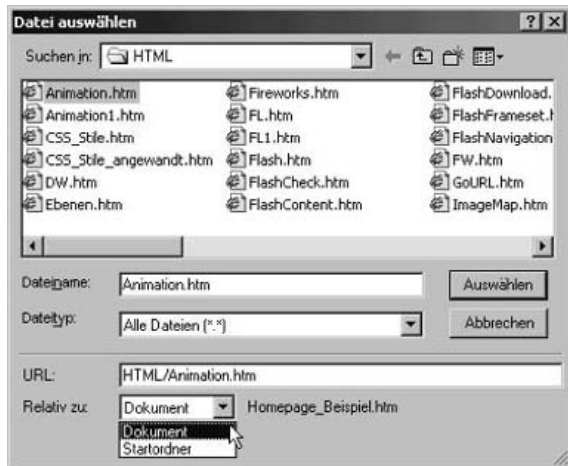 Datei auswählen
Suchen in: HTML
Animation.htm Fireworks.htm FlashDownload.
Animation1.htm FL.htm FlashFrameset.h
CSS_Stile.htm FL1.htm FlashNavigation
CSS_Stile_angewandt.htm Flash.htm FW.htm
DW.htm FlashCheck.htm GoURL.htm
Ebenen.htm FlashContent.htm ImageMap.htm
Dateiname: Animation.htm Auswählen
Dateityp: Alle Dateien (*.*) Abbrechen
URL: HTML/Animation.htm
Relativ zu: Dokument Homepage_Beispiel.htm
Dokument
Startordner